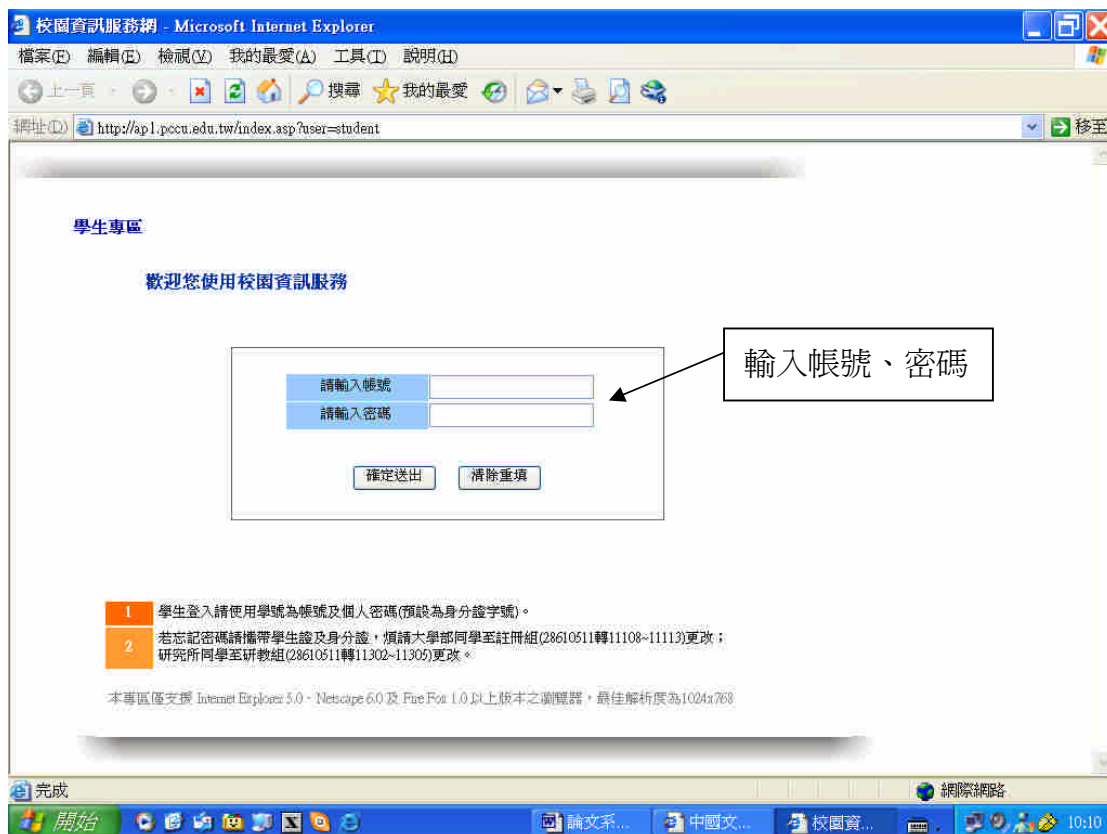 校園資訊服務網 - Microsoft Internet Explorer
檔案(F) 編輯(E) 檢視(V) 我的最愛(A) 工具(T) 說明(H)
上一頁 搜尋 我的最愛
網址(D) http://ap1.pccu.edu.tw/index.asp?user=student 移至
學生專區
歡迎您使用校園資訊服務
輸入帳號、密碼
請輸入帳號
請輸入密碼
確定送出 清除重填
1 學生登入請使用學號為帳號及個人密碼(預設為身分證字號)。
2 若忘記密碼請攜帶學生證及身分證，煩請大學部同學至註冊組(28610511轉11108~11113)更改；
研究所同學至研教組(28610511轉11302~11305)更改。
本專區僅支援 Internet Explorer 5.0、Netscape 6.0 及 Fire Fox 1.0 以上版本之瀏覽器，最佳解析度為1024x768
完成 網際網路
開始 論文系... 中國文... 校園資... 10:10